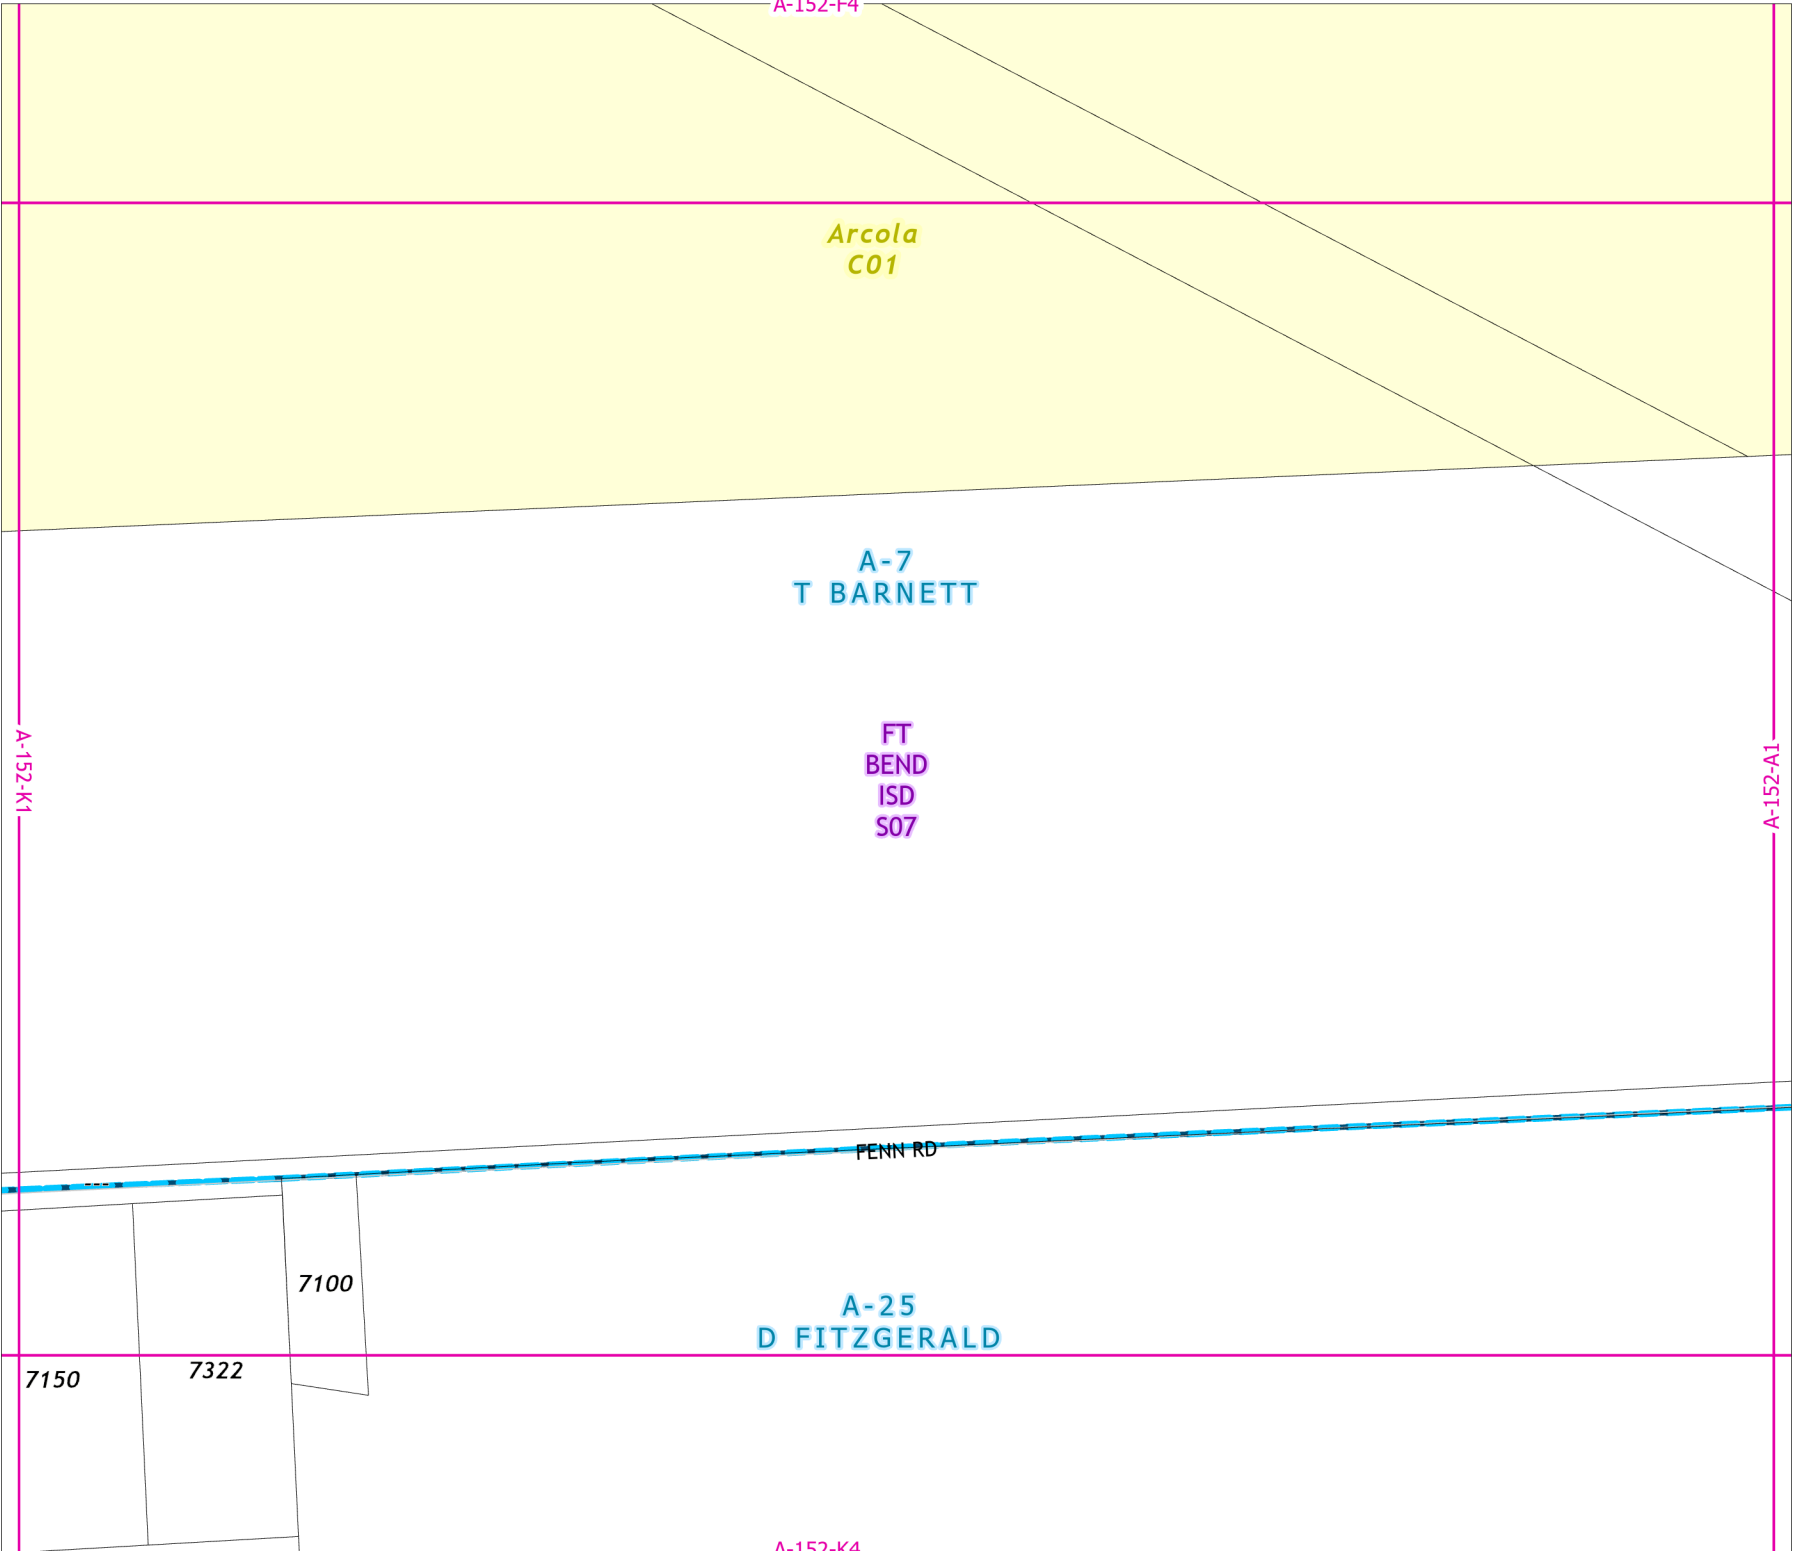 A-152-F4
Arcola
C01
A-7
T BARNETT
FT
BEND
ISD
S07
A-152-K1
A-152-A1
FENN RD
7100
A-25
D FITZGERALD
7322
7150
A-152-K4